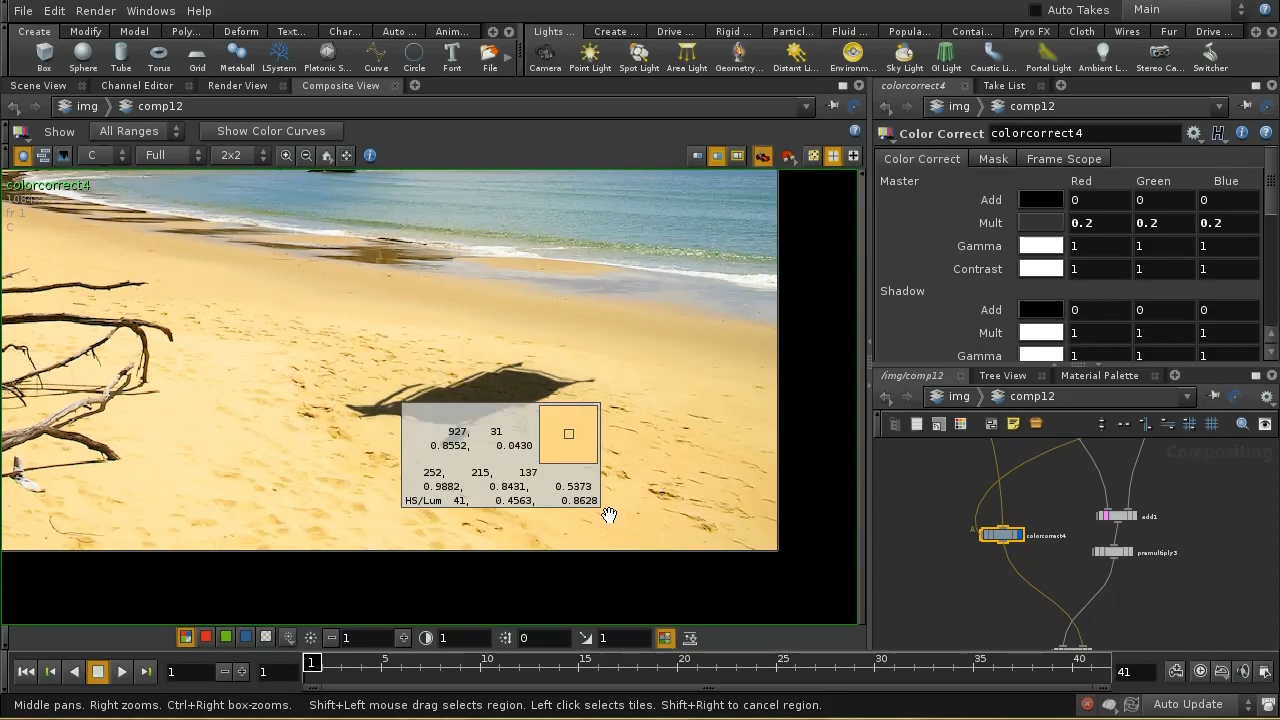 File Edit Render Windows Help Auto Takes Main
Create Modify Model Poly... Deform Text... Char... Auto ... Anim... Lights ... Create ... Drive ... Rigid ... Particl... Fluid ... Popula... Contai... Pyro FX Cloth Wires Fur Drive ...
Box Sphere Tube Torus Grid Metaball LSystem Platonic S... Curve Circle Font File Camera Point Light Spot Light Area Light Geometry... Distant Li... Environm... Sky Light GI Light Caustic Li... Portal Light Ambient L... Stereo Ca... Switcher
Scene View Channel Editor Render View Composite View colorcorrect4 Take List
img comp12 img comp12
Show All Ranges Show Color Curves Color Correct colorcorrect4
C Full 2x2 Color Correct Mask Frame Scope
colorcorrect4
fr 1
C
Master Red Green Blue
Add 0 0 0
Mult 0.2 0.2 0.2
Gamma 1 1 1
Contrast 1 1 1
Shadow
Add 0 0 0
Mult 1 1 1
Gamma 1 1 1
/img/comp12 Tree View Material Palette
img comp12
Compositing
A colorcorrect4
add1
premultiply3
927, 31
0.8552, 0.0430
252, 215, 137
0.9882, 0.8431, 0.5373
HS/Lum 41, 0.4563, 0.8628
1 1 0 1
1 1 1 5 10 15 20 25 30 35 40 41
Middle pans. Right zooms. Ctrl+Right box-zooms. Shift+Left mouse drag selects region. Left click selects tiles. Shift+Right to cancel region. Auto Update